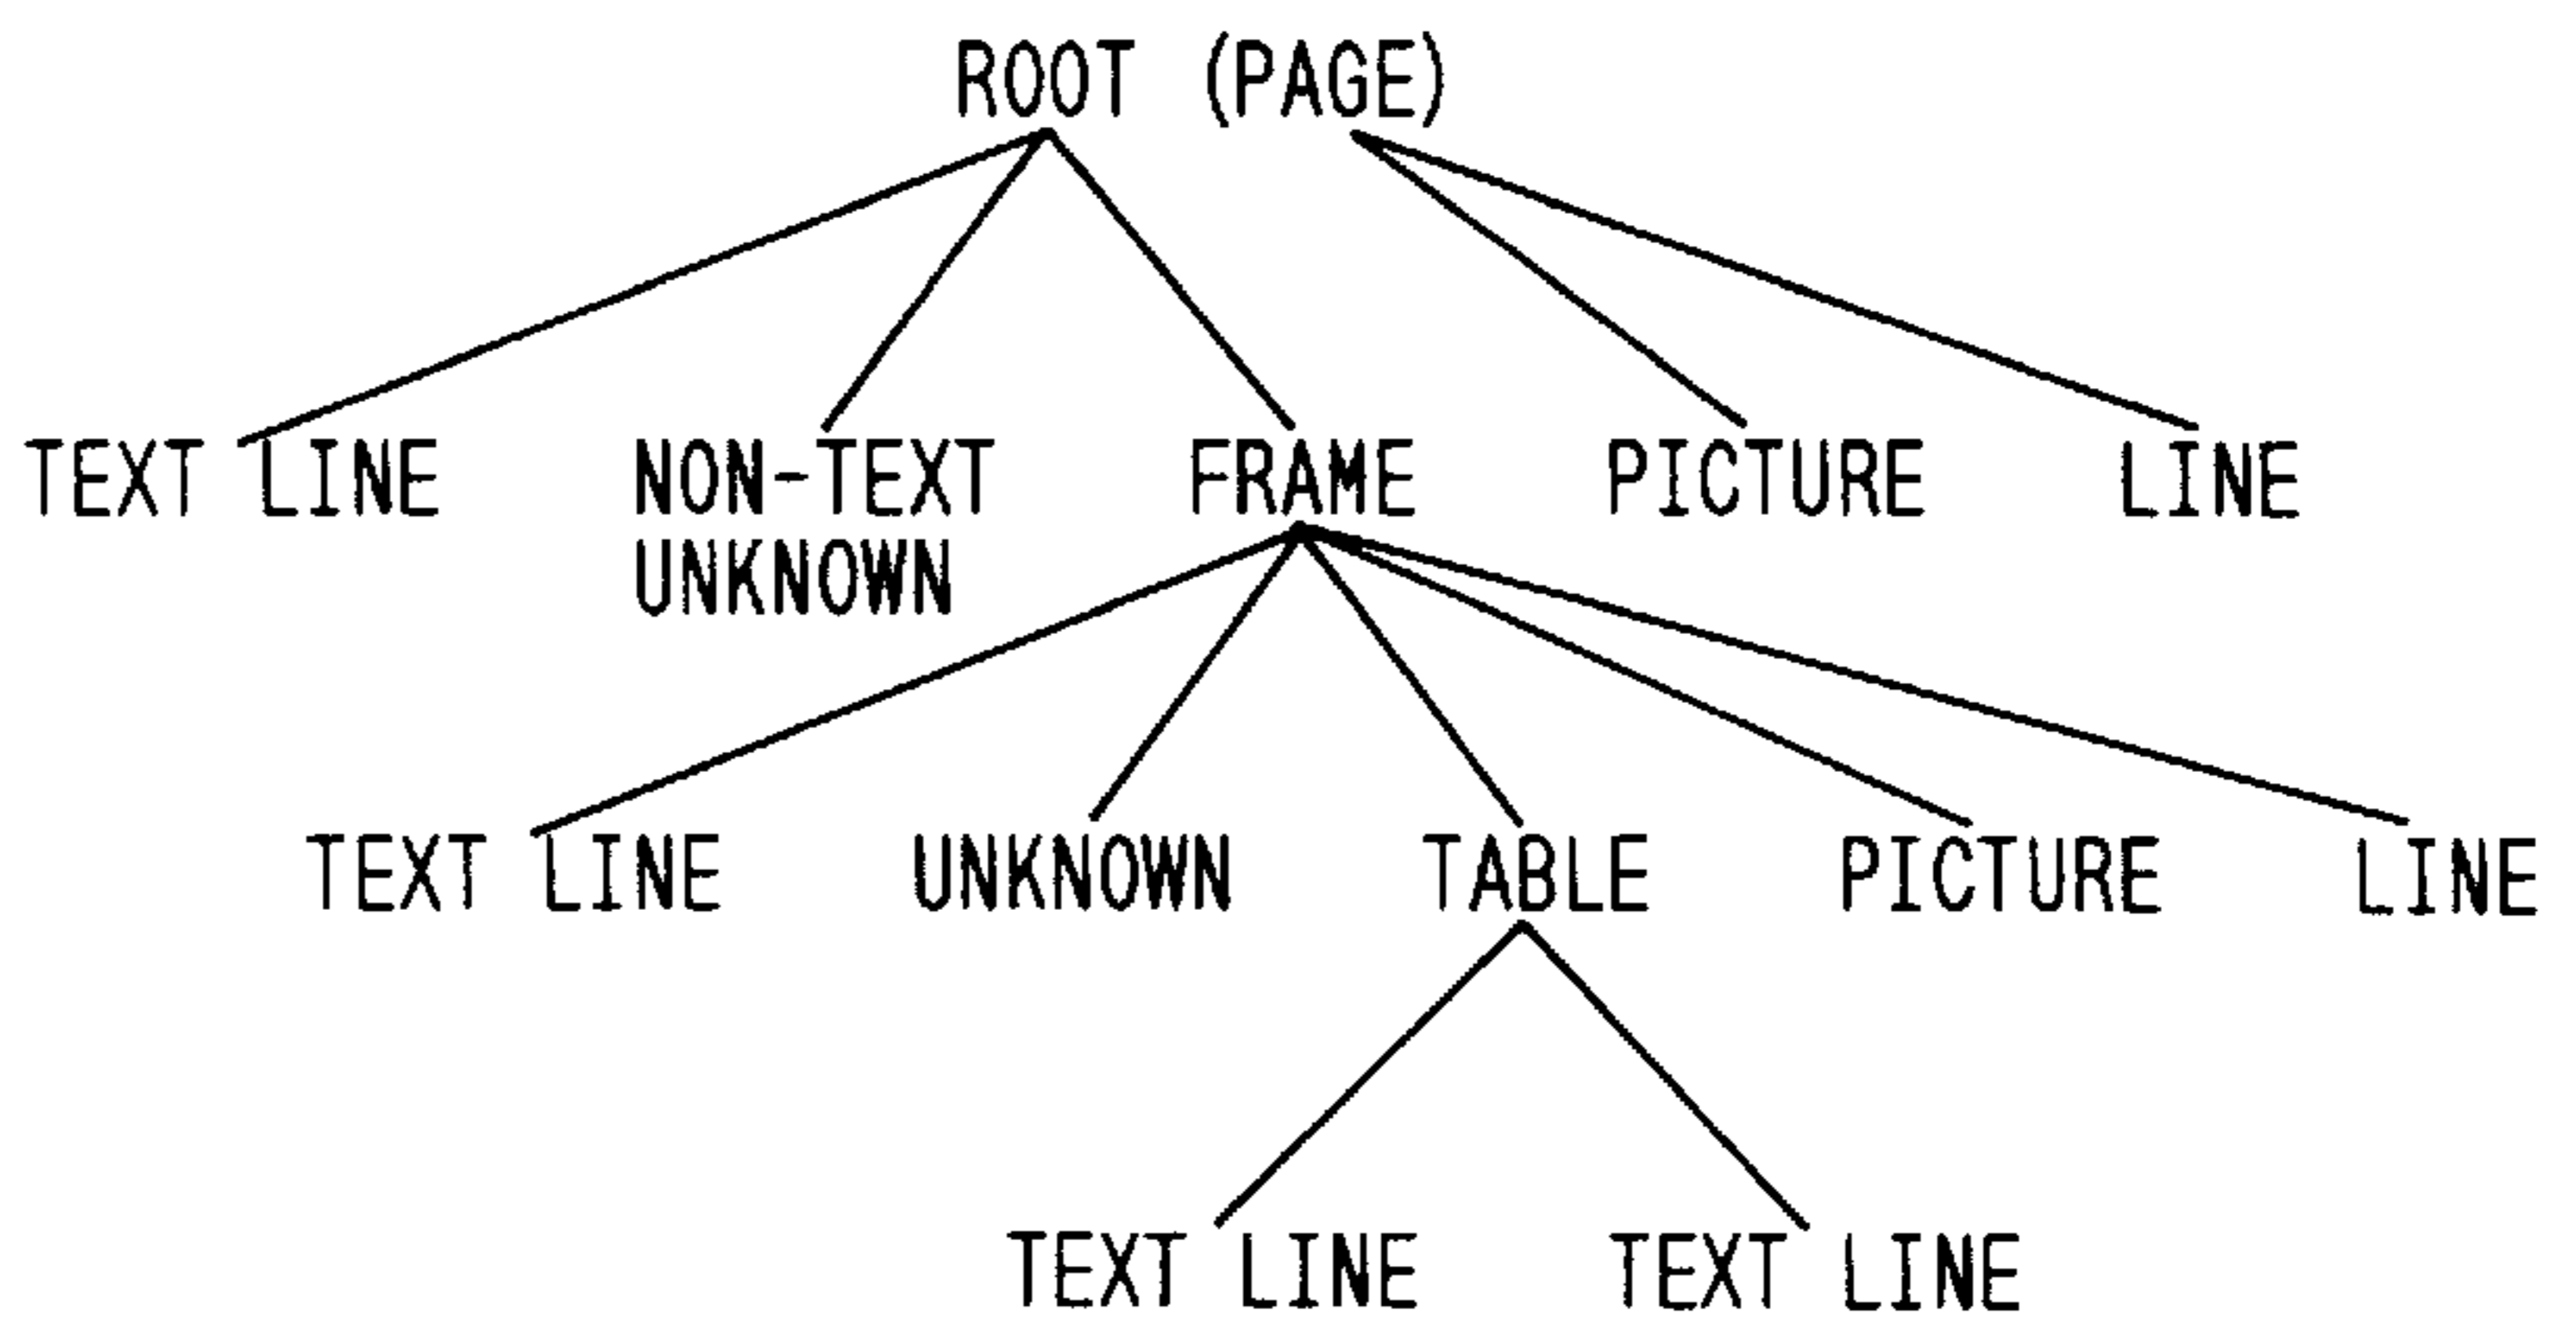 ROOT (PAGE)
TEXT LINE
NON-TEXT
UNKNOWN
FRAME
PICTURE
LINE
TEXT LINE
UNKNOWN
TABLE
PICTURE
LINE
TEXT LINE
TEXT LINE